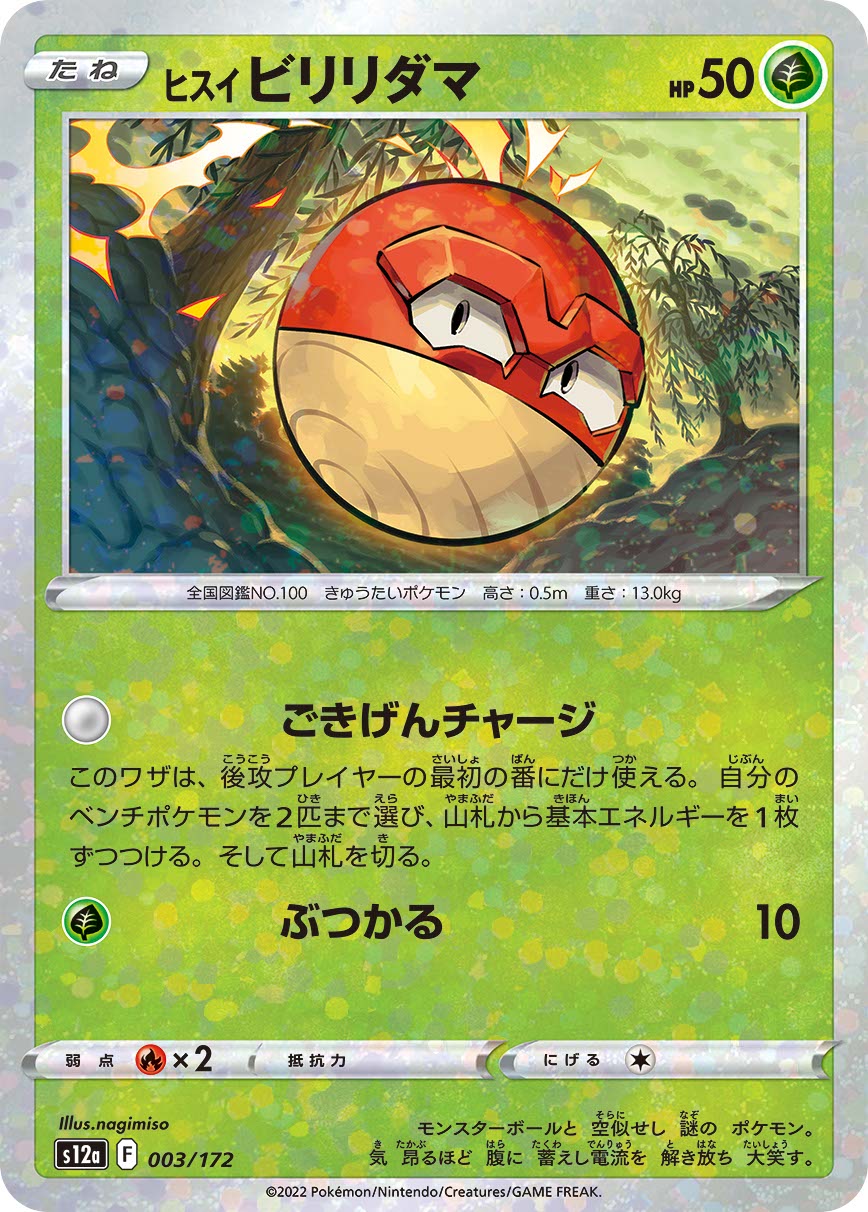 たね ヒスイ ビリリダマ HP50
全国図鑑NO.100 きゅうたいポケモン 高さ:0.5m 重さ:13.0kg
ごきげんチャージ
このワザは、後攻プレイヤーの最初の番にだけ使える。自分の
ベンチポケモンを2匹まで選び、山札から基本エネルギーを1枚
ずつつける。そして山札を切る。
ぶつかる 10
弱点 ×2 抵抗力 にげる
Illus.nagimiso
モンスターボールと 空似せし 謎の ポケモン。
気 昂るほど 腹に 蓄えし電流を 解き放ち 大笑す。
s12a F 003/172
©2022 Pokémon/Nintendo/Creatures/GAME FREAK.